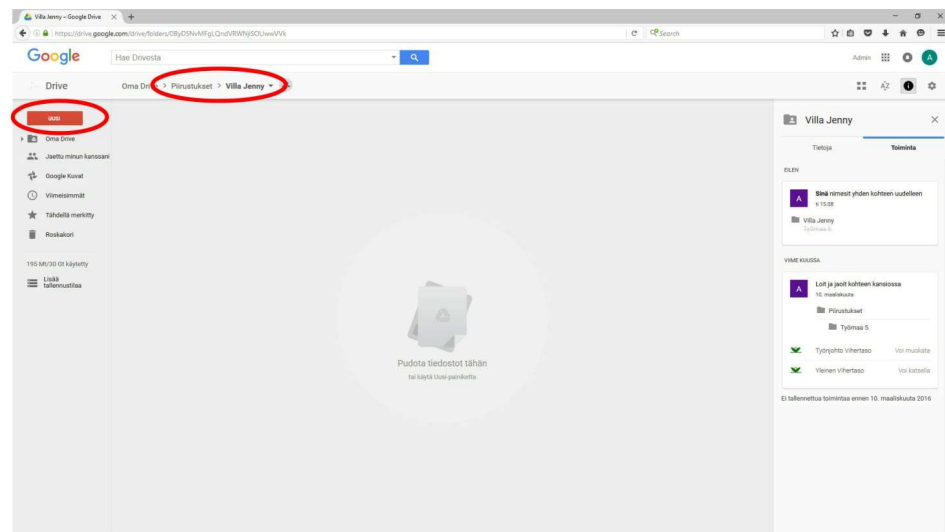 Villa Jenny – Google Drive
https://drive.google.com/drive/folders/0ByDSNvMFgLQndVRWNjSOUwwVVk
Search
Google
Hae Drivesta
Admin
A
Drive
Oma Drive > Piirustukset > Villa Jenny
AZ
UUSI
Oma Drive
Jaettu minun kanssani
Google Kuvat
Viimeisimmät
Tähdellä merkitty
Roskakori
195 Mt/30 Gt käytetty
Lisää
tallennustilaa
Pudota tiedostot tähän
tai käytä Uusi-painiketta
Villa Jenny
Tietoja
Toiminta
EILEN
A
Sinä nimesit yhden kohteen uudelleen
ti 15.08
Villa Jenny
Työmaa 5
VIIME KUUSSA
A
Loit ja jaoit kohteen kansiossa
10. maaliskuuta
Piirustukset
Työmaa 5
Työnjohto Vihertaso Voi muokata
Yleinen Vihertaso Voi katsella
Ei tallennettua toimintaa ennen 10. maaliskuuta 2016